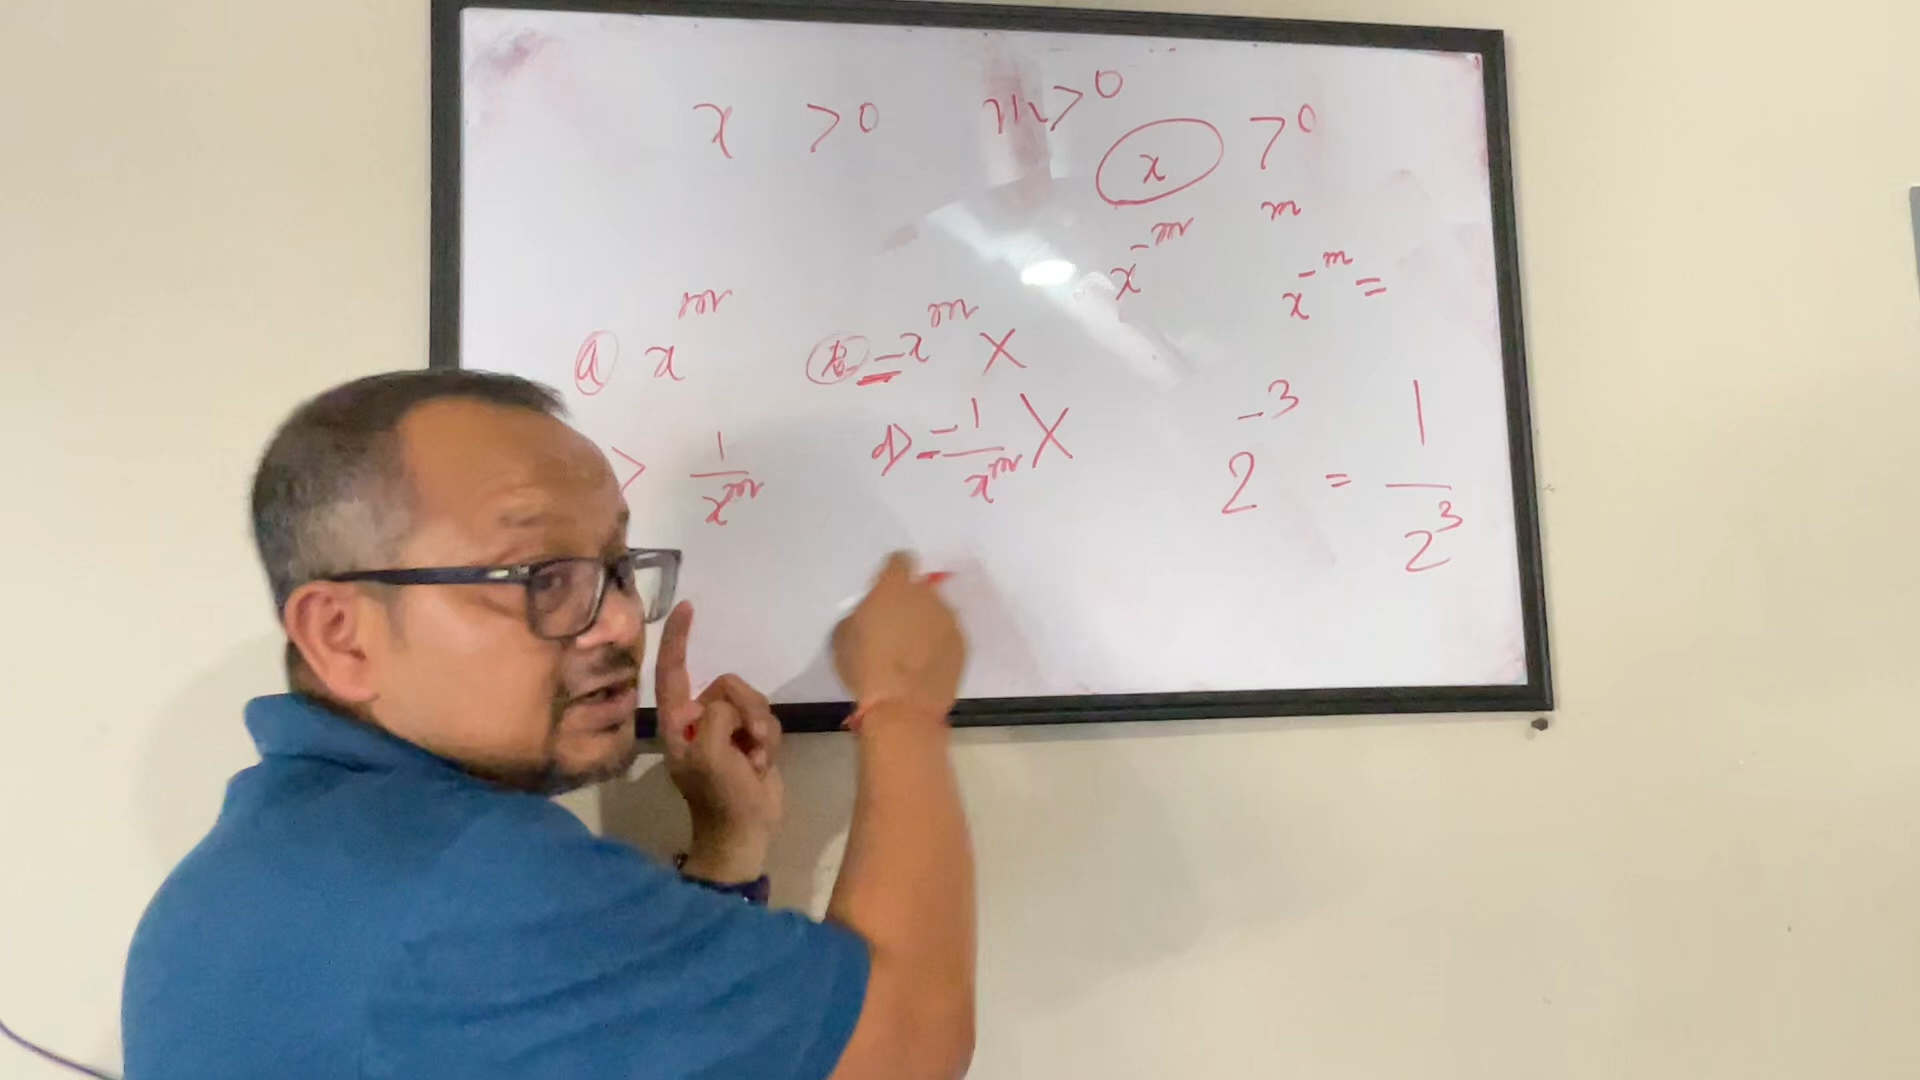 x > 0 m > 0
x > 0
x^-m m
x^-m =
a x^m b -x^m X
> 1/x^m d> -1/x^m X
2^-3 = 1/2^3